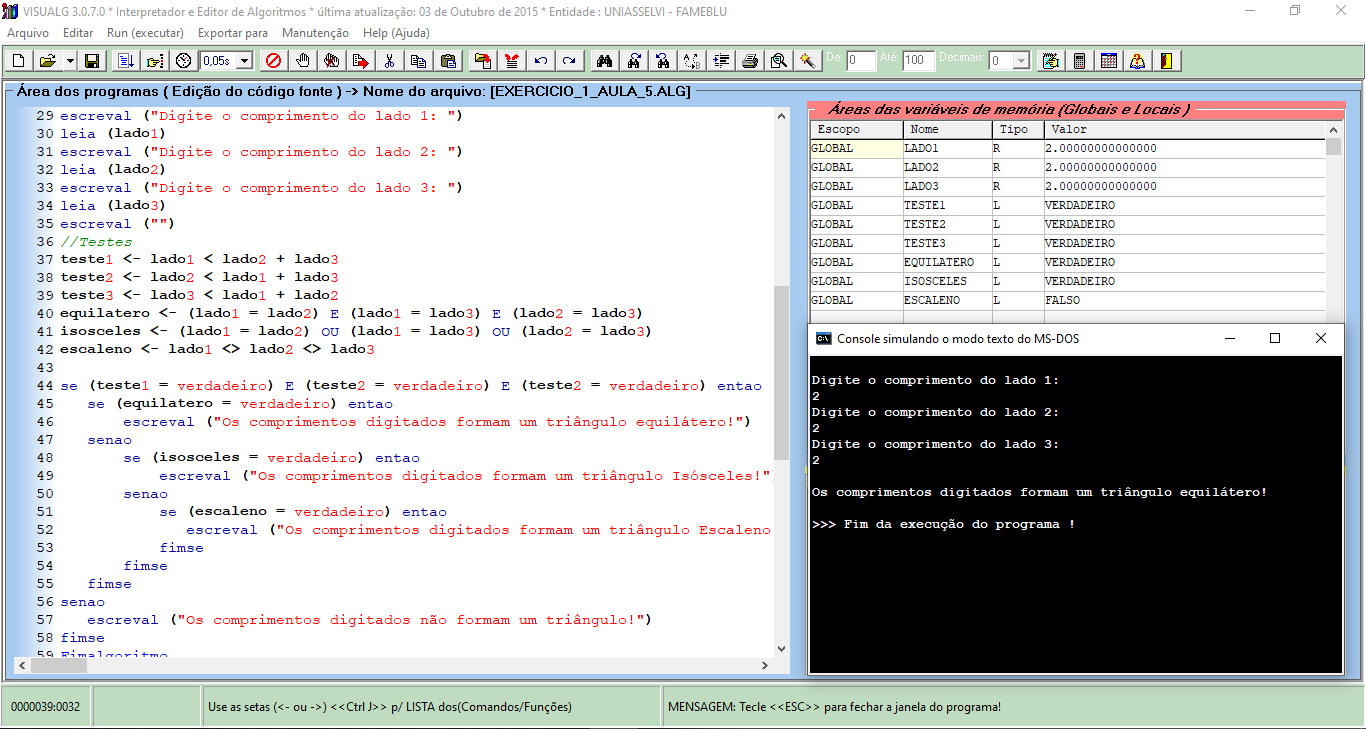 VISUALG 3.0.7.0 * Interpretador e Editor de Algoritmos * última atualização: 03 de Outubro de 2015 * Entidade : UNIASSELVI - FAMEBLU
Arquivo Editar Run (executar) Exportar para Manutenção Help (Ajuda)
0,05s De: 0 Até: 100 Decimais: 0
Área dos programas ( Edição do código fonte ) -> Nome do arquivo: [EXERCICIO_1_AULA_5.ALG]
29 escreval ("Digite o comprimento do lado 1: ")
30 leia (lado1)
31 escreval ("Digite o comprimento do lado 2: ")
32 leia (lado2)
33 escreval ("Digite o comprimento do lado 3: ")
34 leia (lado3)
35 escreval ("")
36 //Testes
37 teste1 <- lado1 < lado2 + lado3
38 teste2 <- lado2 < lado1 + lado3
39 teste3 <- lado3 < lado1 + lado2
40 equilatero <- (lado1 = lado2) E (lado1 = lado3) E (lado2 = lado3)
41 isosceles <- (lado1 = lado2) OU (lado1 = lado3) OU (lado2 = lado3)
42 escaleno <- lado1 <> lado2 <> lado3
43
44 se (teste1 = verdadeiro) E (teste2 = verdadeiro) E (teste2 = verdadeiro) entao
45 se (equilatero = verdadeiro) entao
46 escreval ("Os comprimentos digitados formam um triângulo equilátero!")
47 senao
48 se (isosceles = verdadeiro) entao
49 escreval ("Os comprimentos digitados formam um triângulo Isósceles!"
50 senao
51 se (escaleno = verdadeiro) entao
52 escreval ("Os comprimentos digitados formam um triângulo Escaleno
53 fimse
54 fimse
55 fimse
56 senao
57 escreval ("Os comprimentos digitados não formam um triângulo!")
58 fimse
59 Fimalgoritmo
Áreas das variáveis de memória (Globais e Locais )
Escopo Nome Tipo Valor
GLOBAL LADO1 R 2.00000000000000
GLOBAL LADO2 R 2.00000000000000
GLOBAL LADO3 R 2.00000000000000
GLOBAL TESTE1 L VERDADEIRO
GLOBAL TESTE2 L VERDADEIRO
GLOBAL TESTE3 L VERDADEIRO
GLOBAL EQUILATERO L VERDADEIRO
GLOBAL ISOSCELES L VERDADEIRO
GLOBAL ESCALENO L FALSO
Console simulando o modo texto do MS-DOS
Digite o comprimento do lado 1:
2
Digite o comprimento do lado 2:
2
Digite o comprimento do lado 3:
2
Os comprimentos digitados formam um triângulo equilátero!
>>> Fim da execução do programa !
0000039:0032 Use as setas (<- ou ->) <<Ctrl J>> p/ LISTA dos(Comandos/Funções) MENSAGEM: Tecle <<ESC>> para fechar a janela do programa!